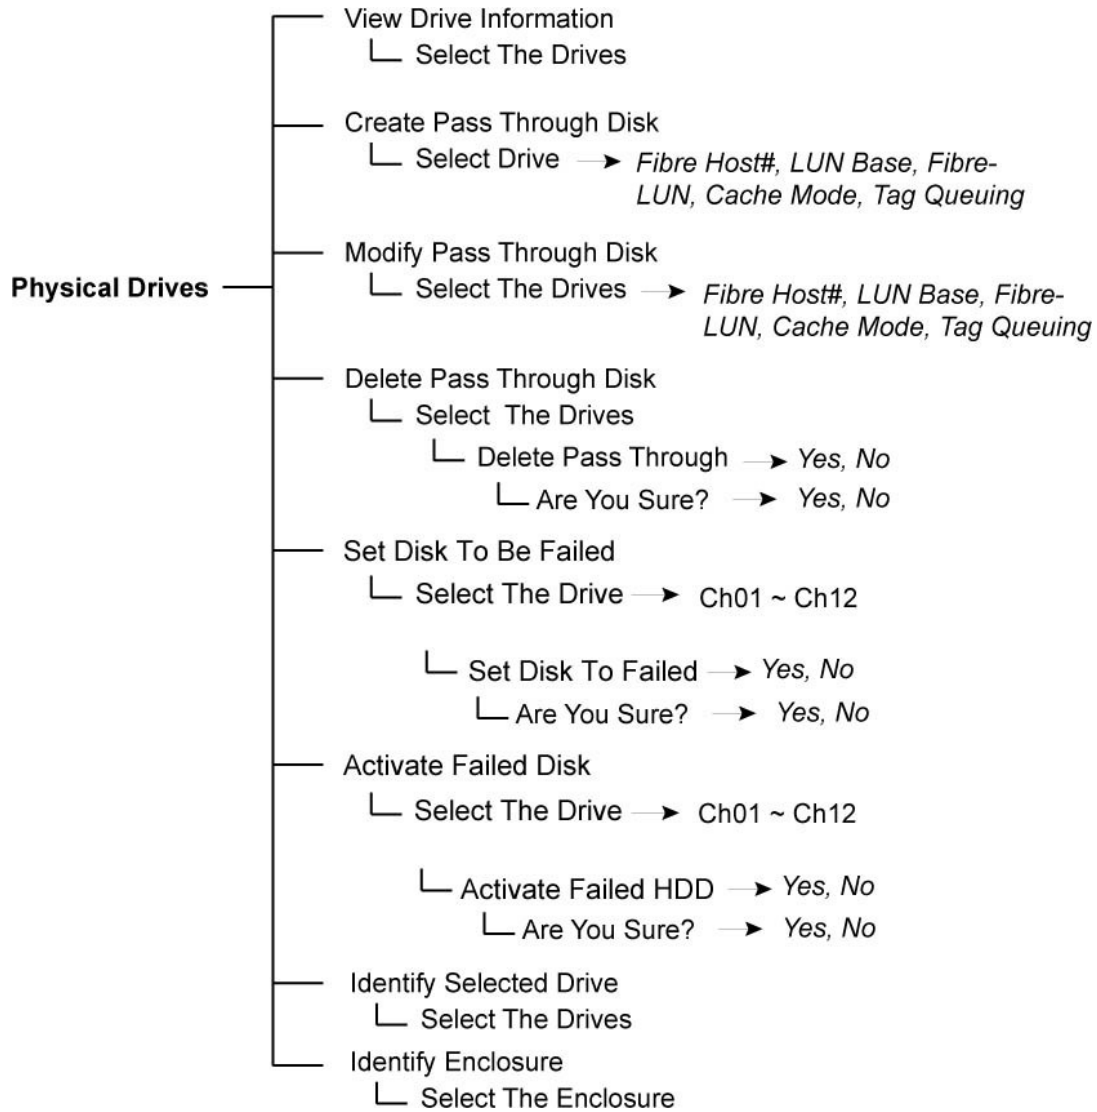 View Drive Information
Select The Drives
Create Pass Through Disk
Select Drive Fibre Host#, LUN Base, Fibre-
LUN, Cache Mode, Tag Queuing
Modify Pass Through Disk
Physical Drives
Select The Drives Fibre Host#, LUN Base, Fibre-
LUN, Cache Mode, Tag Queuing
Delete Pass Through Disk
Select The Drives
Delete Pass Through Yes, No
Are You Sure? Yes, No
Set Disk To Be Failed
Select The Drive Ch01 ~ Ch12
Set Disk To Failed Yes, No
Are You Sure? Yes, No
Activate Failed Disk
Select The Drive Ch01 ~ Ch12
Activate Failed HDD Yes, No
Are You Sure? Yes, No
Identify Selected Drive
Select The Drives
Identify Enclosure
Select The Enclosure